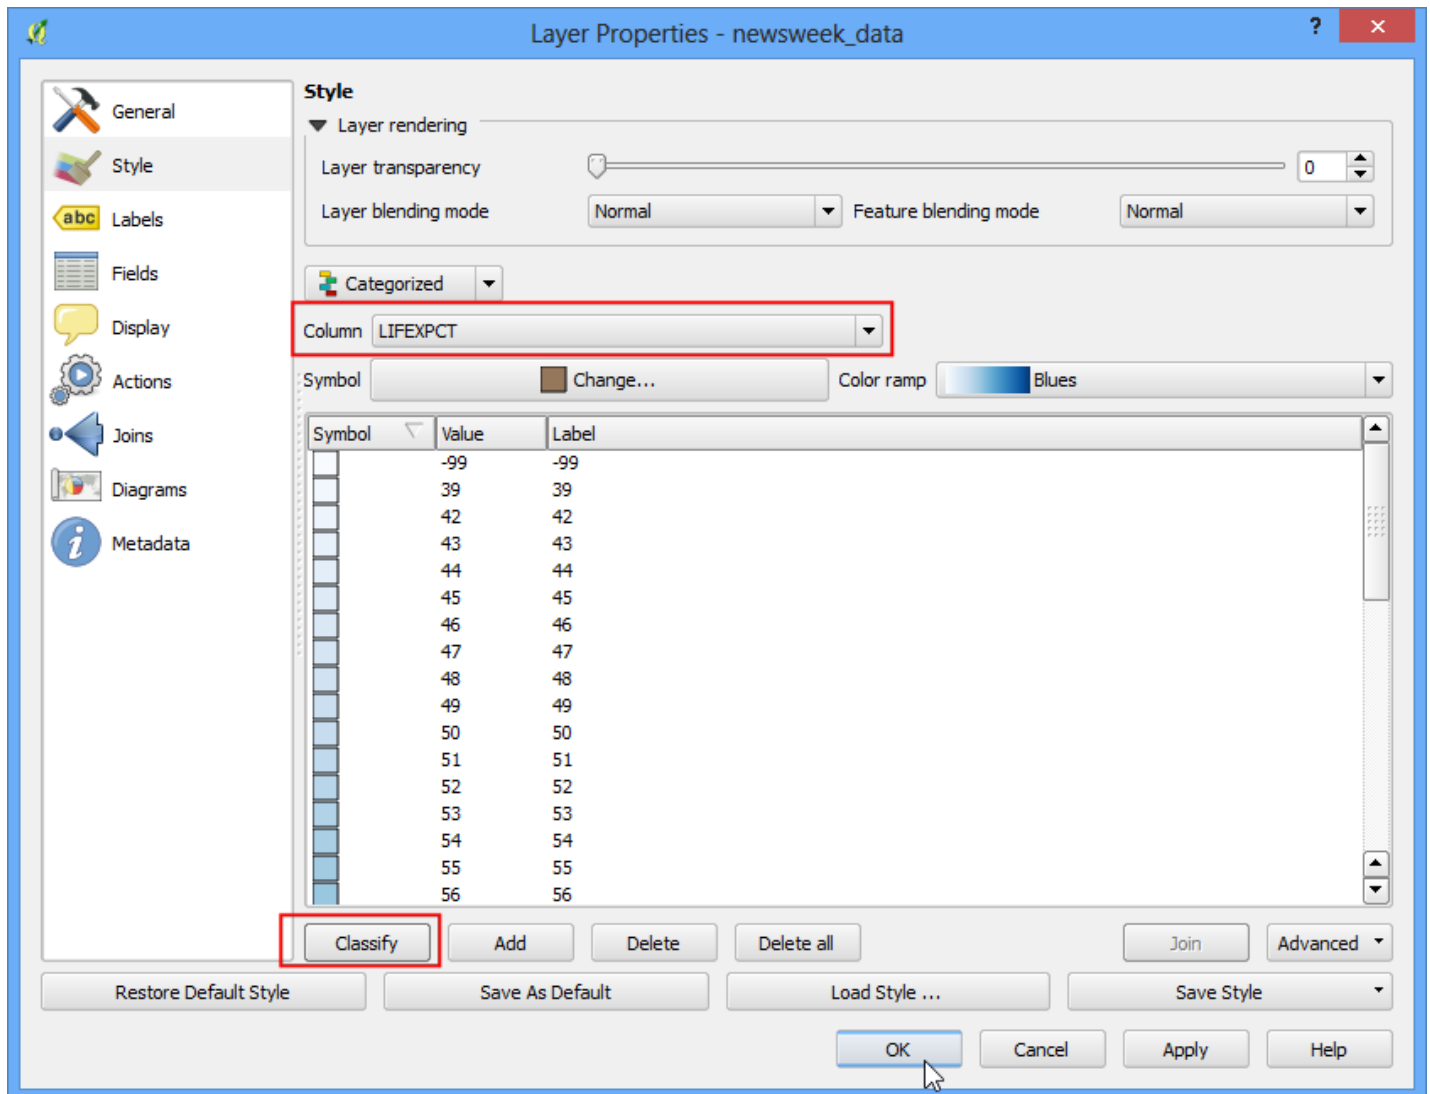 Layer Properties - newsweek_data ?
General
Style
abc Labels
Fields
Display
Actions
Joins
Diagrams
i Metadata
Style
Layer rendering
Layer transparency 0
Layer blending mode Normal Feature blending mode Normal
Categorized
Column LIFEXPCT
Symbol Change... Color ramp Blues
Symbol Value Label
-99 -99
39 39
42 42
43 43
44 44
45 45
46 46
47 47
48 48
49 49
50 50
51 51
52 52
53 53
54 54
55 55
56 56
Classify Add Delete Delete all Join Advanced
Restore Default Style Save As Default Load Style ... Save Style
OK Cancel Apply Help